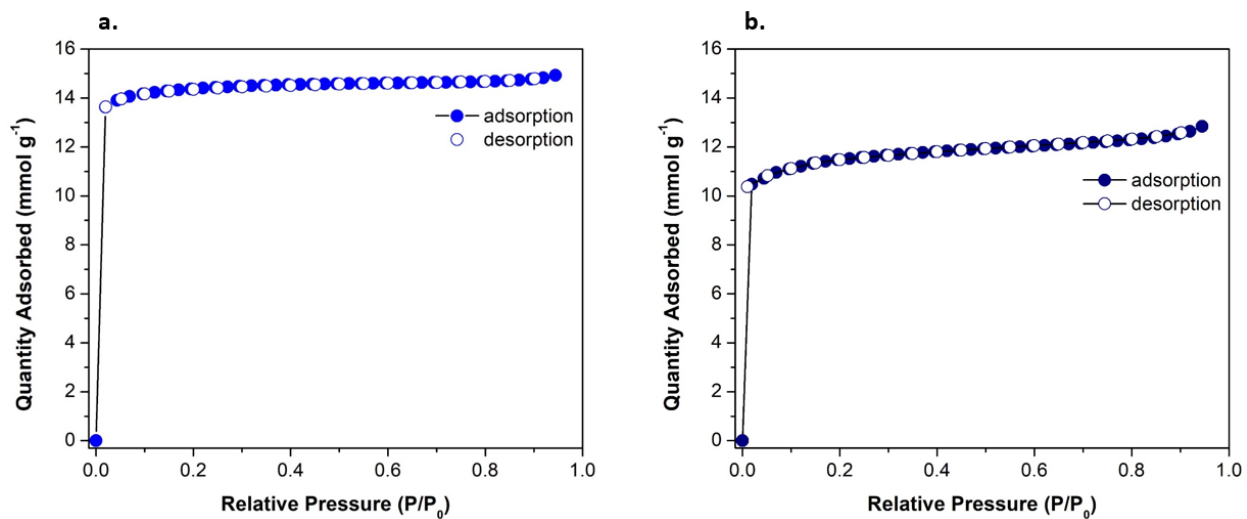 a.
16
14
12
10
8
6
4
2
0
Quantity Adsorbed (mmol g⁻¹)
adsorption
desorption
0.0 0.2 0.4 0.6 0.8 1.0
Relative Pressure (P/P₀)
b.
16
14
12
10
8
6
4
2
0
Quantity Adsorbed (mmol g⁻¹)
adsorption
desorption
0.0 0.2 0.4 0.6 0.8 1.0
Relative Pressure (P/P₀)